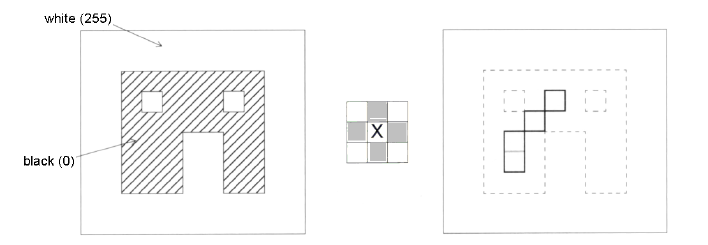 white (255)
X
black (0)